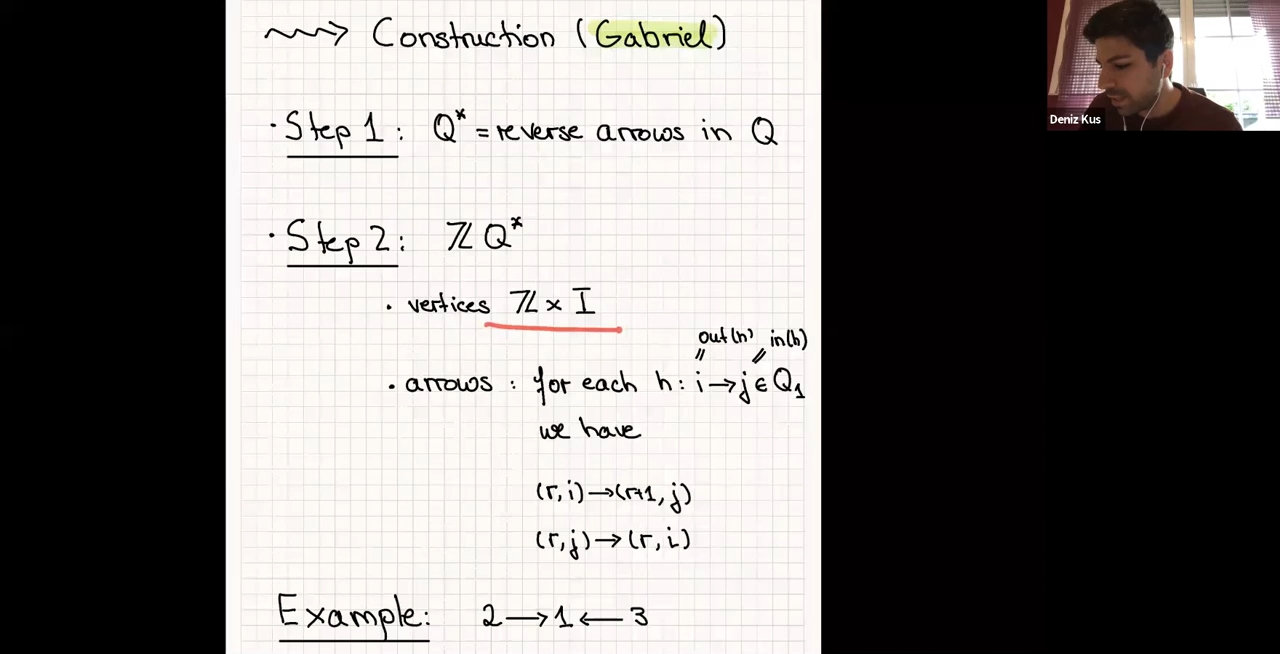 ⇝ Construction (Gabriel)
· Step 1: Q* = reverse arrows in Q
Deniz Kus
· Step 2: ℤ Q*
· vertices ℤ × I
out(h) in(h)
· arrows : for each h: i → j ∈ Q₁
we have
(r, i) → (r+1, j)
(r, j) → (r, i)
Example: 2 → 1 ← 3